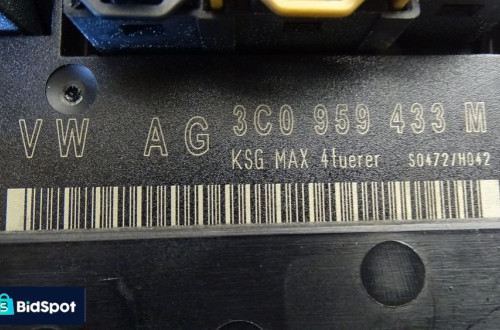 VW AG 3C0 959 433 M
KSG MAX 4tuerer S0472/H042
BidSpot